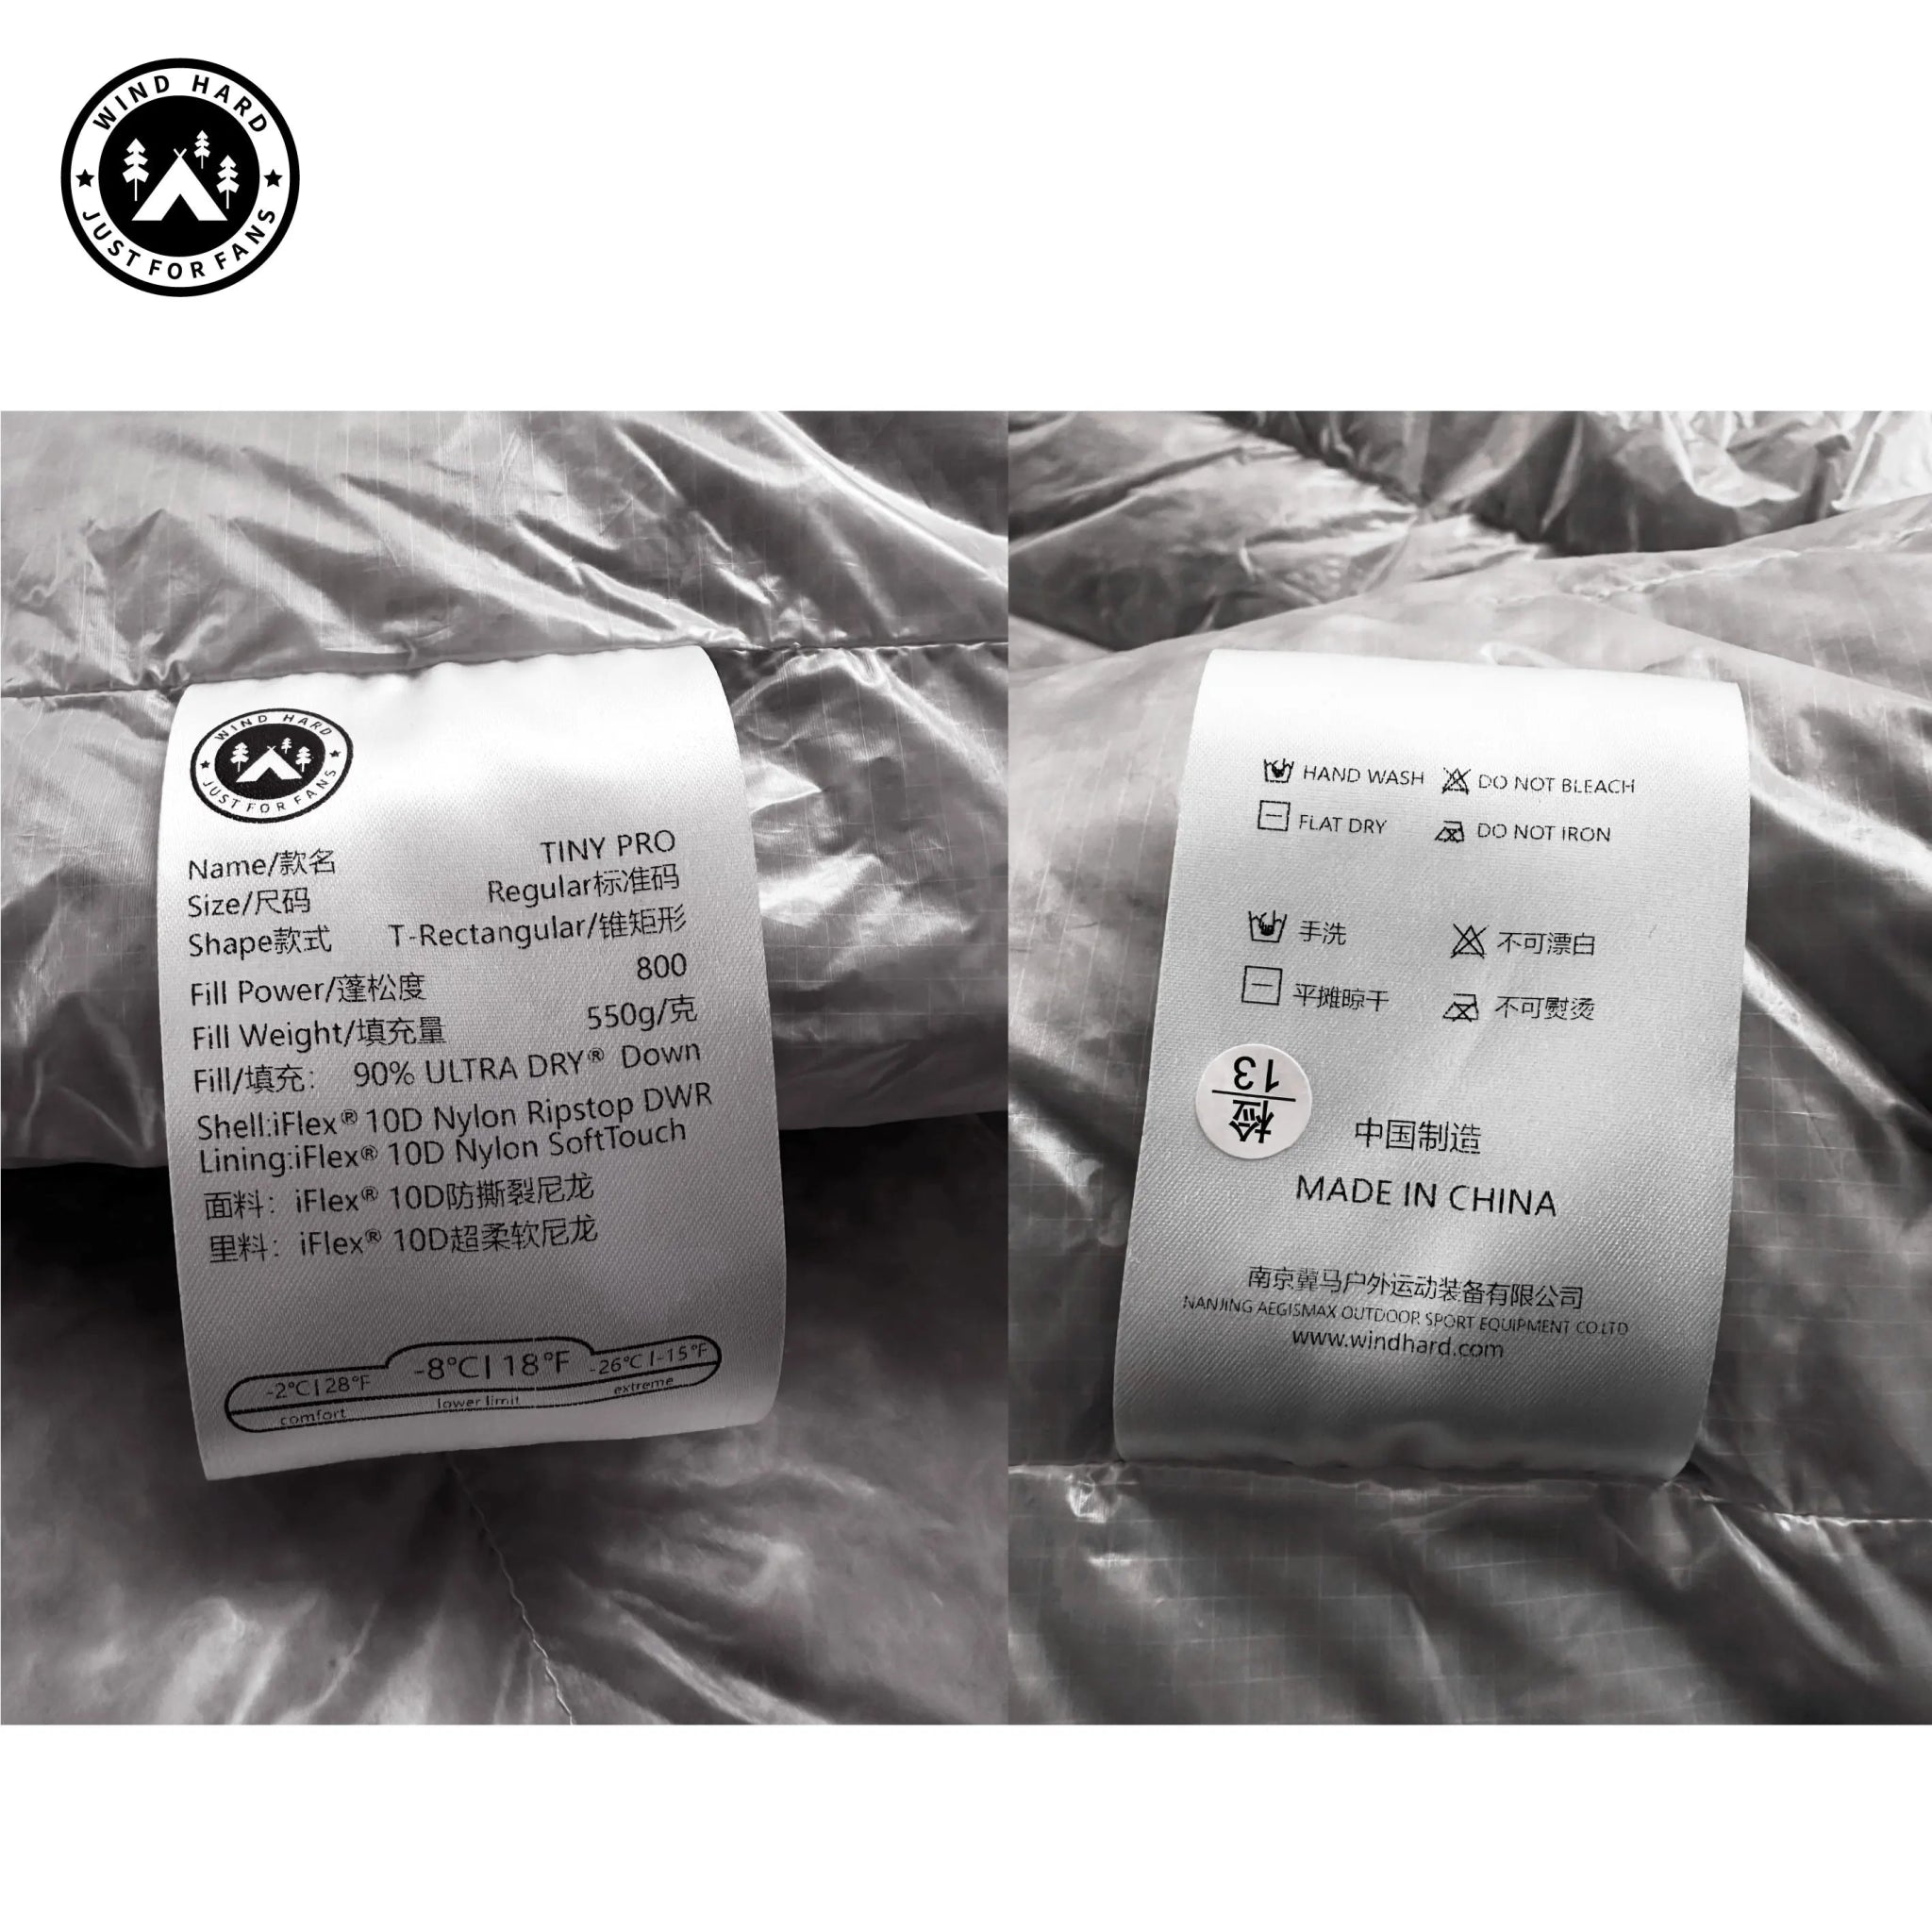 WIND HARD
JUST FOR FANS
WIND HARD
JUST FOR FANS
Name/款名 TINY PRO
Size/尺码 Regular标准码
Shape款式 T-Rectangular/锥矩形
Fill Power/蓬松度 800
Fill Weight/填充量 550g/克
Fill/填充: 90% ULTRA DRY® Down
Shell:iFlex® 10D Nylon Ripstop DWR
Lining:iFlex® 10D Nylon SoftTouch
面料: iFlex® 10D防撕裂尼龙
里料: iFlex® 10D超柔软尼龙
-2°C|28°F -8°C|18°F -26°C|-15°F
comfort lower limit extreme
HAND WASH DO NOT BLEACH
FLAT DRY DO NOT IRON
手洗 不可漂白
平摊晾干 不可熨烫
检
13
中国制造
MADE IN CHINA
南京冀马户外运动装备有限公司
NANJING AEGISMAX OUTDOOR SPORT EQUIPMENT CO.LTD
www.windhard.com